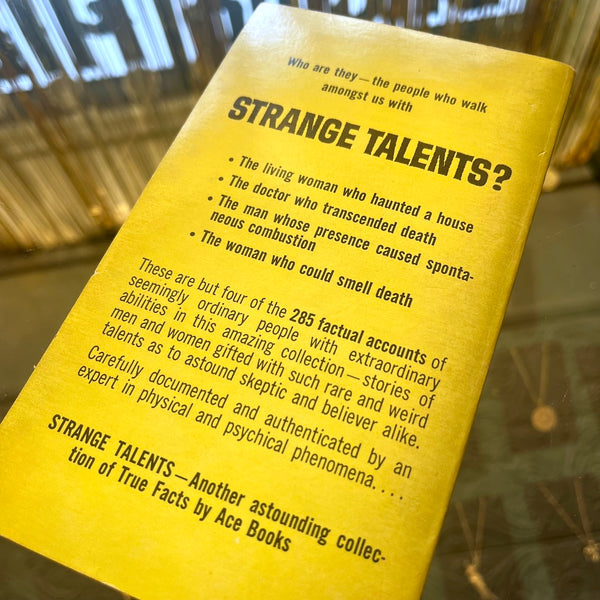 Who are they—the people who walk
amongst us with
STRANGE TALENTS?
• The living woman who haunted a house
• The doctor who transcended death
• The man whose presence caused sponta-
neous combustion
• The woman who could smell death
These are but four of the 285 factual accounts of
seemingly ordinary people with extraordinary
abilities in this amazing collection—stories of
men and women gifted with such rare and weird
talents as to astound skeptic and believer alike.
Carefully documented and authenticated by an
expert in physical and psychical phenomena....
STRANGE TALENTS—Another astounding collec-
tion of True Facts by Ace Books